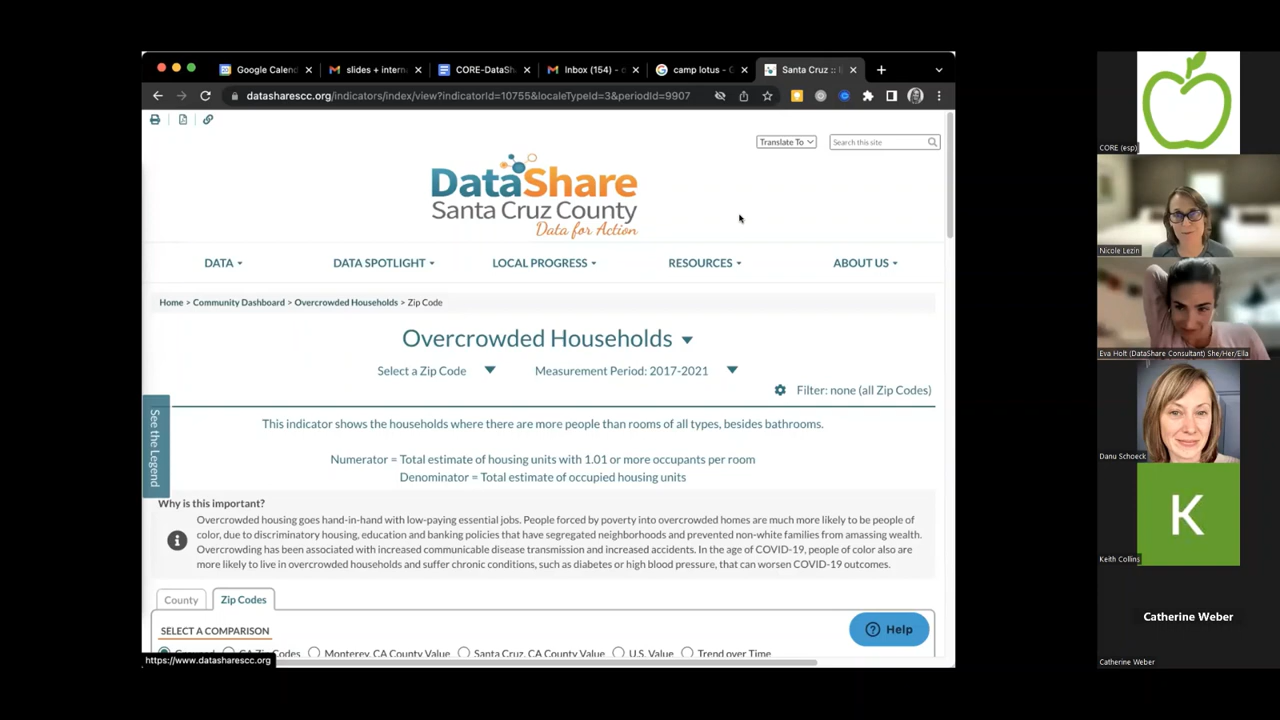 Google Calend
slides + intern
CORE-DataSh
Inbox (154) -
camp lotus -
Santa Cruz ::
datasharescc.org/indicators/index/view?indicatorId=10755&localeTypeId=3&periodId=9907
Translate To
Search this site
DataShare
Santa Cruz County
Data for Action
DATA
DATA SPOTLIGHT
LOCAL PROGRESS
RESOURCES
ABOUT US
Home > Community Dashboard > Overcrowded Households > Zip Code
Overcrowded Households
Select a Zip Code
Measurement Period: 2017-2021
Filter: none (all Zip Codes)
See the Legend
This indicator shows the households where there are more people than rooms of all types, besides bathrooms.
Numerator = Total estimate of housing units with 1.01 or more occupants per room
Denominator = Total estimate of occupied housing units
Why is this important?
Overcrowded housing goes hand-in-hand with low-paying essential jobs. People forced by poverty into overcrowded homes are much more likely to be people of
color, due to discriminatory housing, education and banking policies that have segregated neighborhoods and prevented non-white families from amassing wealth.
Overcrowding has been associated with increased communicable disease transmission and increased accidents. In the age of COVID-19, people of color also are
more likely to live in overcrowded households and suffer chronic conditions, such as diabetes or high blood pressure, that can worsen COVID-19 outcomes.
County
Zip Codes
SELECT A COMPARISON
Help
CA Zip Codes
Monterey, CA County Value
Santa Cruz, CA County Value
U.S. Value
Trend over Time
https://www.datasharescc.org
CORE (esp)
Nicole Lezin
Eva Holt (DataShare Consultant) She/Her/Ella
Danu Schoeck
K
Keith Collins
Catherine Weber
Catherine Weber